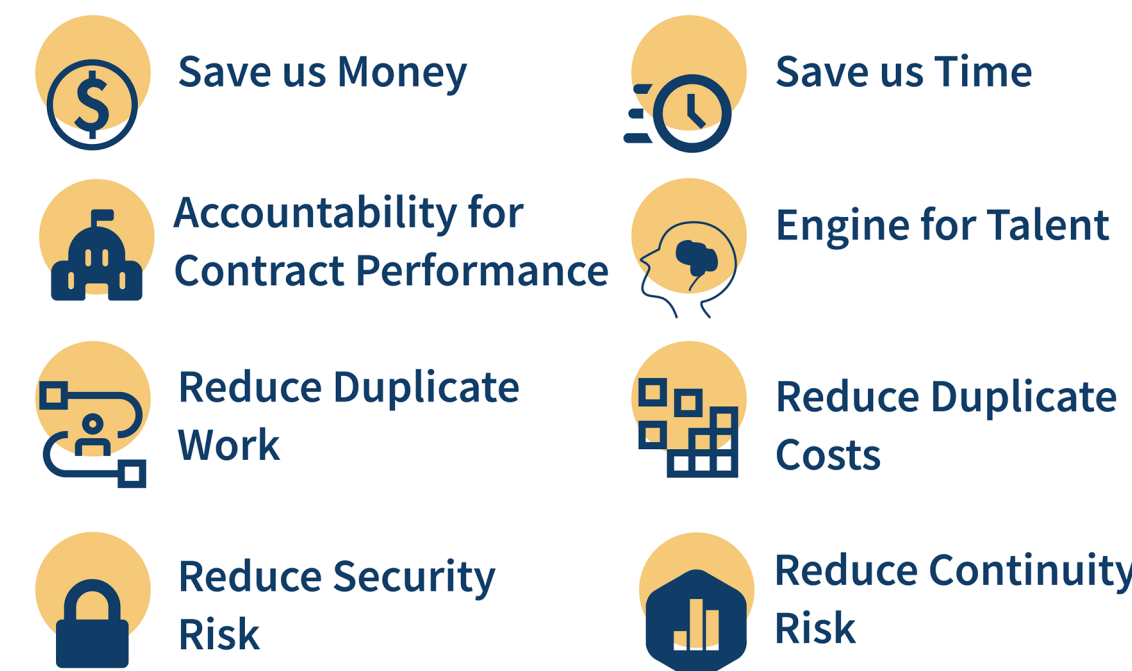 Save us Money
Save us Time
Accountability for
Contract Performance
Engine for Talent
Reduce Duplicate
Work
Reduce Duplicate
Costs
Reduce Security
Risk
Reduce Continuity
Risk